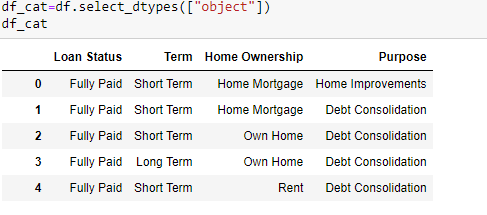 df_cat=df.select_dtypes(["object"])
df_cat
Loan Status Term Home Ownership Purpose
0 Fully Paid Short Term Home Mortgage Home Improvements
1 Fully Paid Short Term Home Mortgage Debt Consolidation
2 Fully Paid Short Term Own Home Debt Consolidation
3 Fully Paid Long Term Own Home Debt Consolidation
4 Fully Paid Short Term Rent Debt Consolidation